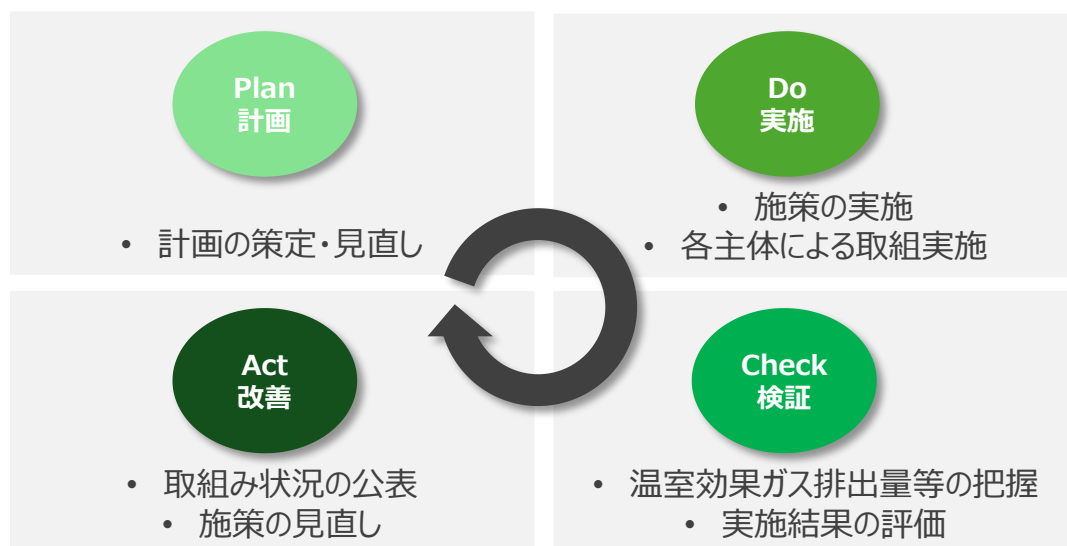 Plan
計画
• 計画の策定・見直し
Do
実施
• 施策の実施
• 各主体による取組実施
Act
改善
• 取組み状況の公表
• 施策の見直し
Check
検証
• 温室効果ガス排出量等の把握
• 実施結果の評価